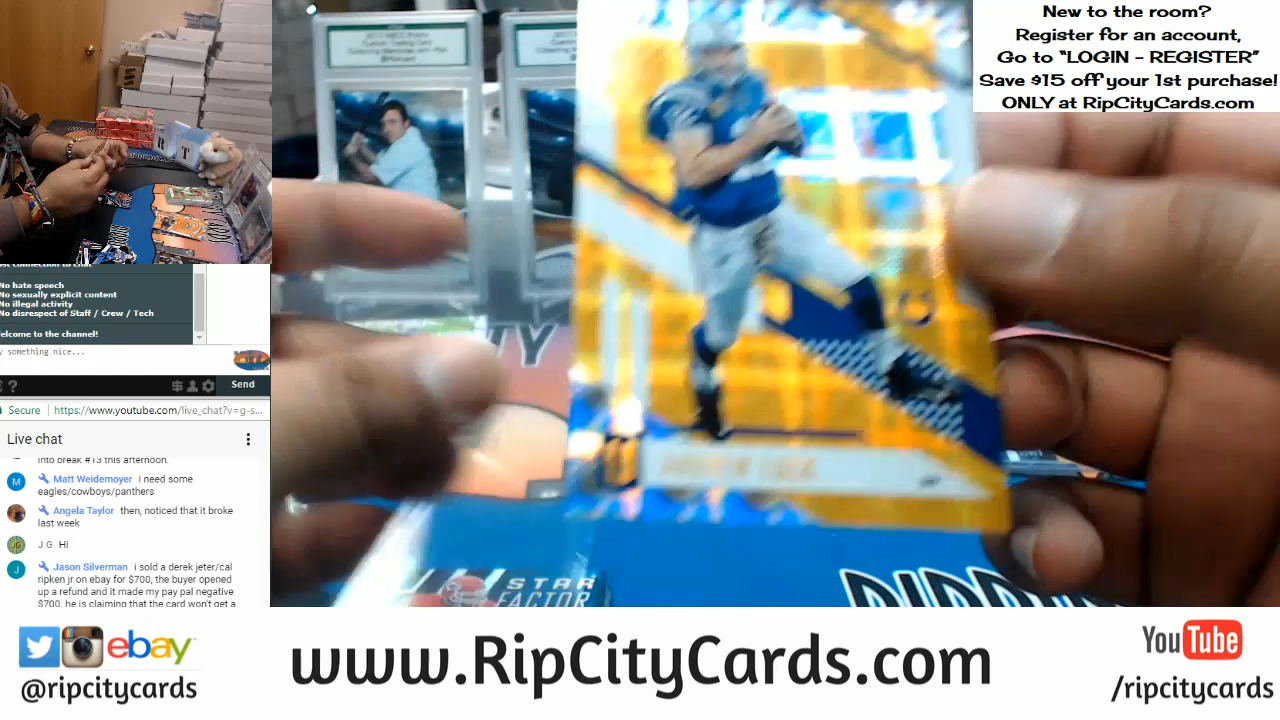 New to the room?
Register for an account,
Go to “LOGIN - REGISTER”
Save $15 off your 1st purchase!
ONLY at RipCityCards.com
No hate speech
No sexually explicit content
No illegal activity
No disrespect of Staff / Crew / Tech
elcome to the channel!
y something nice...
Send
Secure
https://www.youtube.com/live_chat?v=g-s...
Live chat
into break #13 this afternoon.
M
Matt Weidemoyer I need some
eagles/cowboys/panthers
Angela Taylor then, noticed that it broke
last week
JG
J G Hi
J
Jason Silverman i sold a derek jeter/cal
ripken jr on ebay for $700, the buyer opened
up a refund and it made my pay pal negative
$700. he is claiming that the card won't get a
R T
TY
STAR
FACTOR
ebay
@ripcitycards
www.RipCityCards.com
YouTube
/ripcitycards